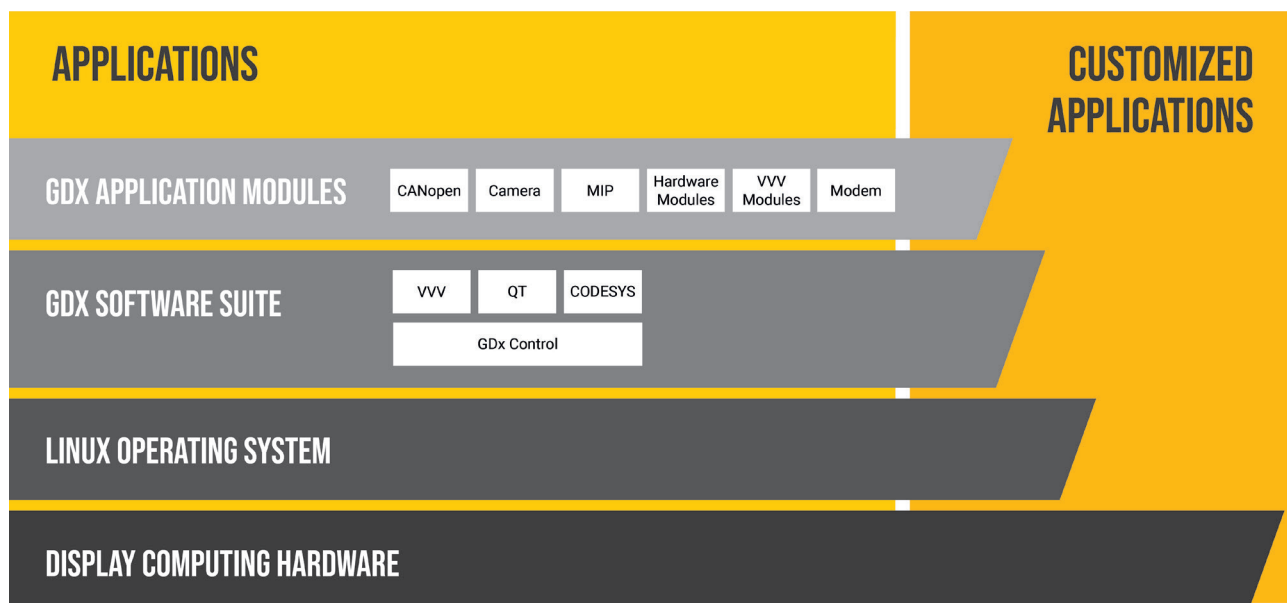 APPLICATIONS
CUSTOMIZED
APPLICATIONS
GDX APPLICATION MODULES
CANopen
Camera
MIP
Hardware
Modules
VVV
Modules
Modem
GDX SOFTWARE SUITE
VVV
QT
CODESYS
GDx Control
LINUX OPERATING SYSTEM
DISPLAY COMPUTING HARDWARE